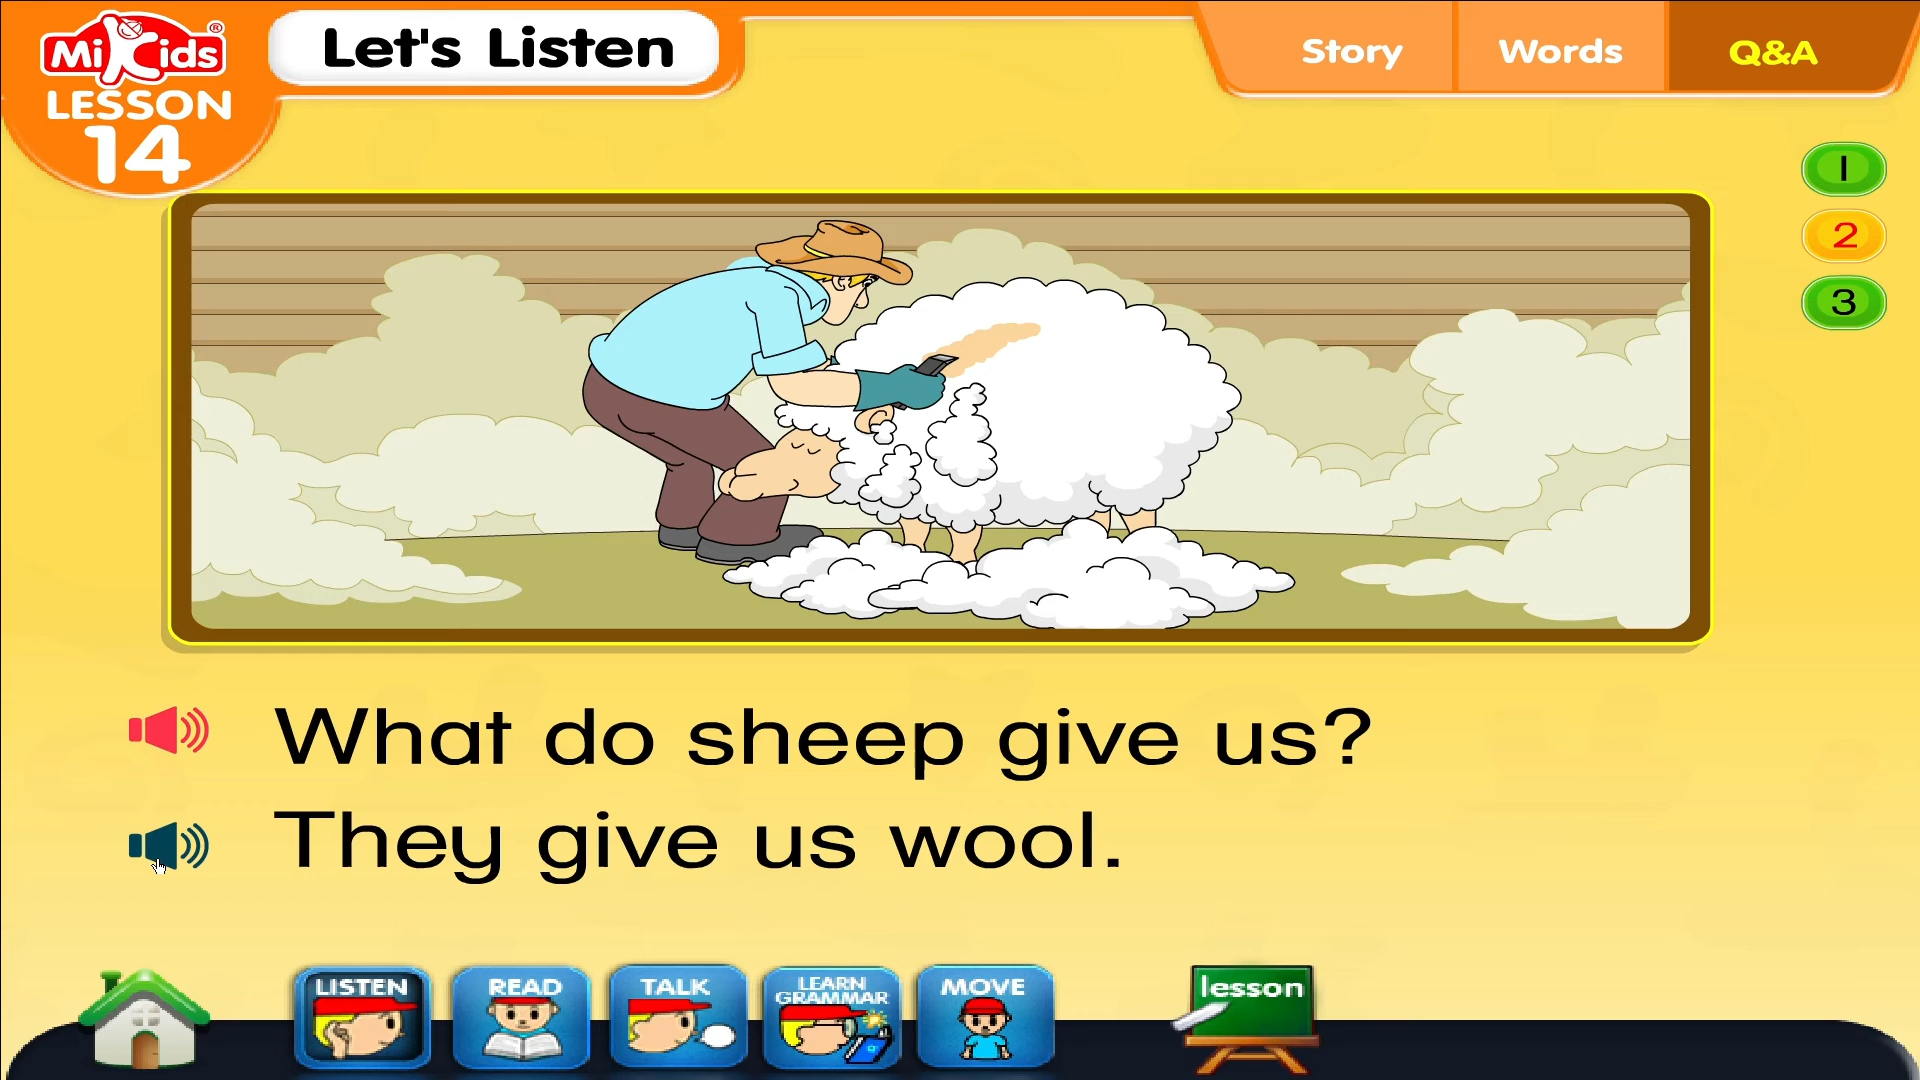 MiKids®
LESSON
14
Let's Listen
Story
Words
Q&A
1
2
3
What do sheep give us?
They give us wool.
LISTEN
READ
TALK
LEARN
GRAMMAR
MOVE
lesson